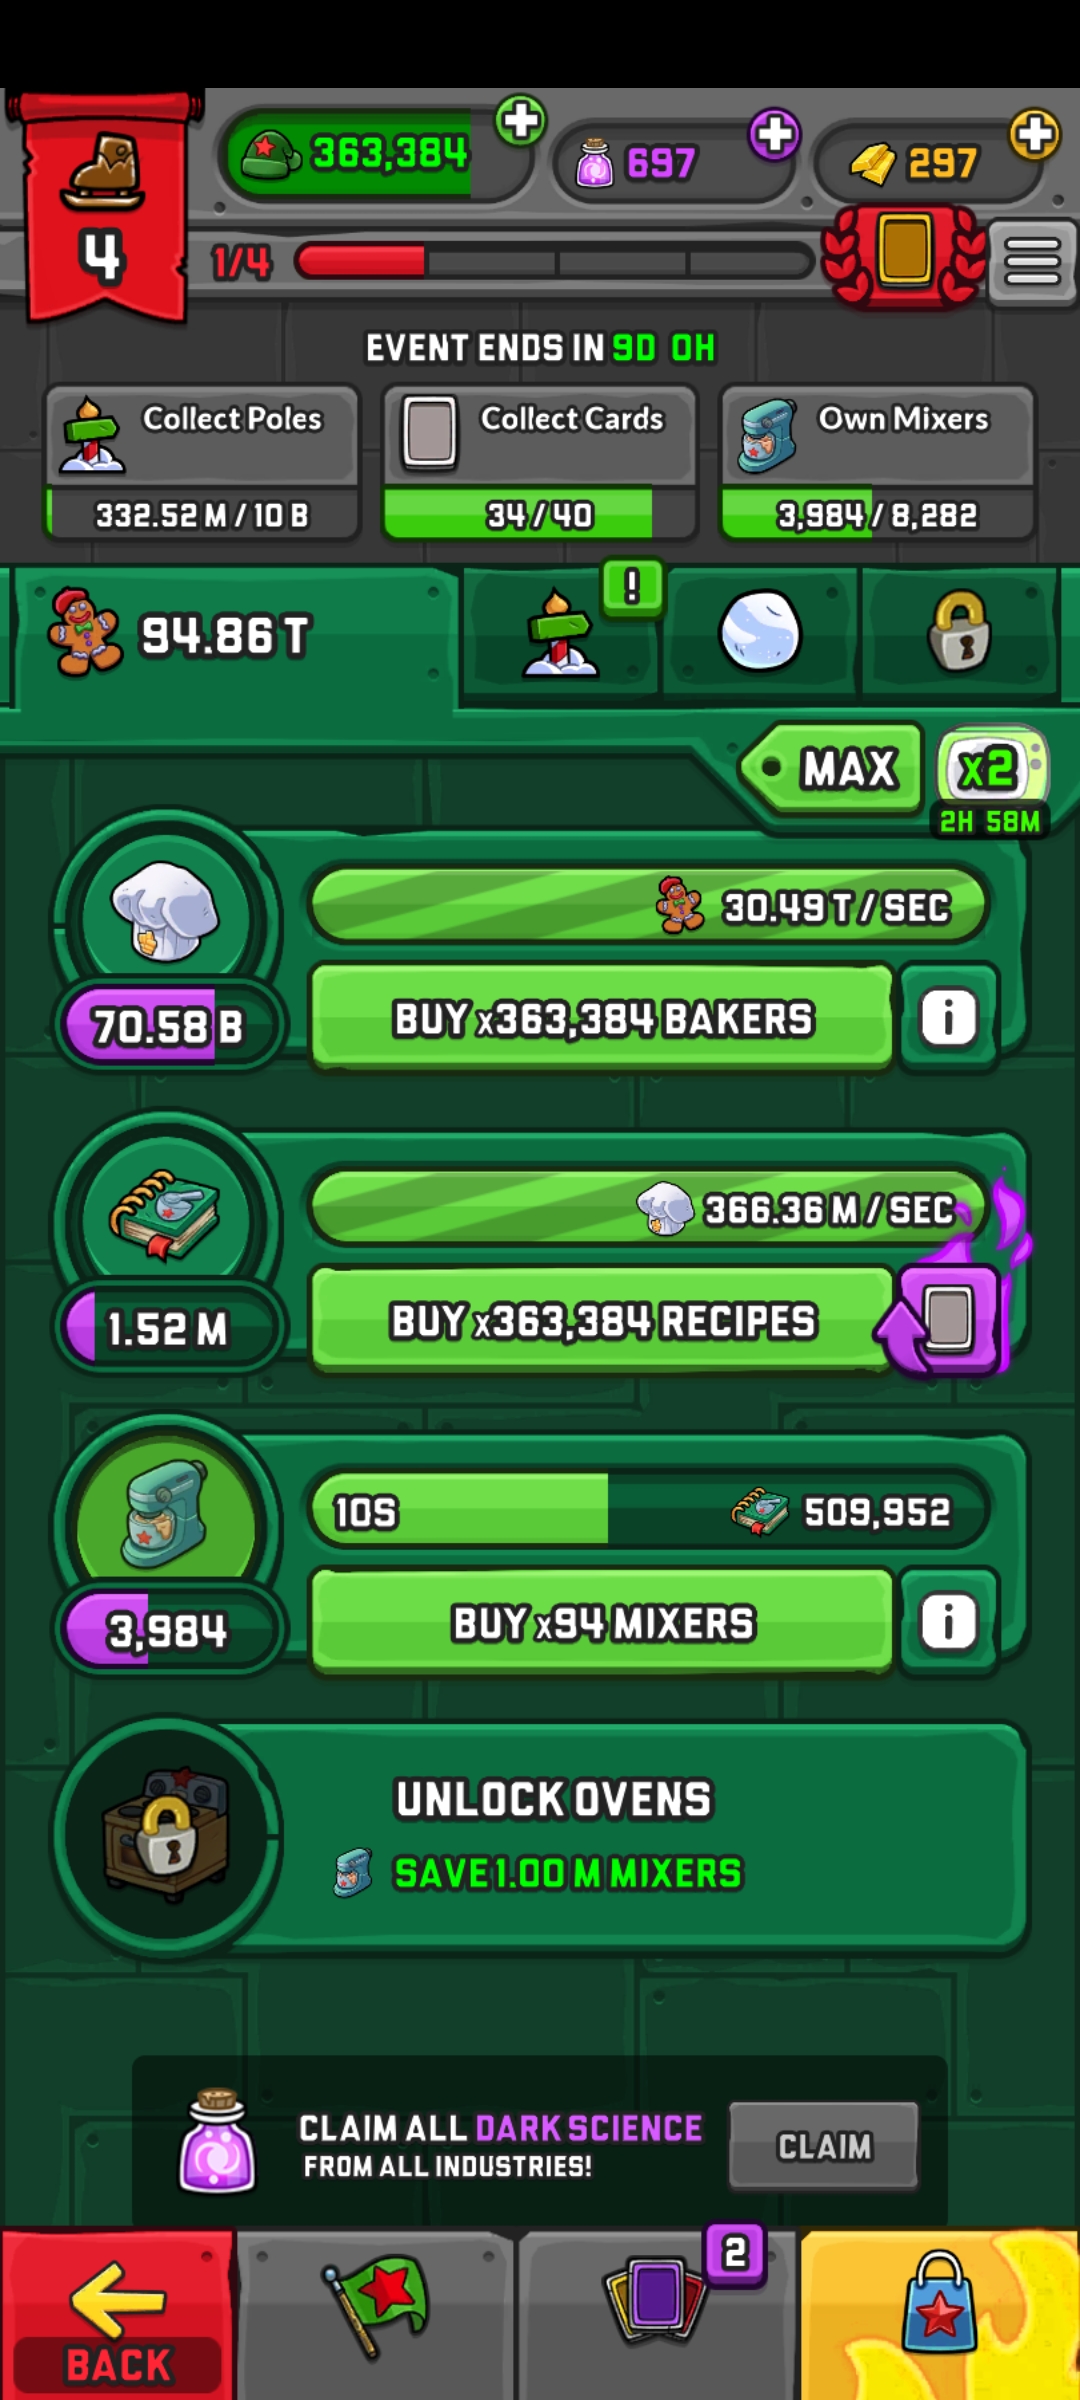 363,384
697
297
4
1/4
EVENT ENDS IN 9D 0H
Collect Poles
332.52 M / 10 B
Collect Cards
34 / 40
Own Mixers
3,984 / 8,282
94.86 T
!
MAX
x2
2H 58M
30.49 T / SEC
70.58 B
BUY x363,384 BAKERS
i
366.36 M / SEC
1.52 M
BUY x363,384 RECIPES
10S
509,952
3,984
BUY x94 MIXERS
i
UNLOCK OVENS
SAVE 1.00 M MIXERS
CLAIM ALL DARK SCIENCE
FROM ALL INDUSTRIES!
CLAIM
BACK
2